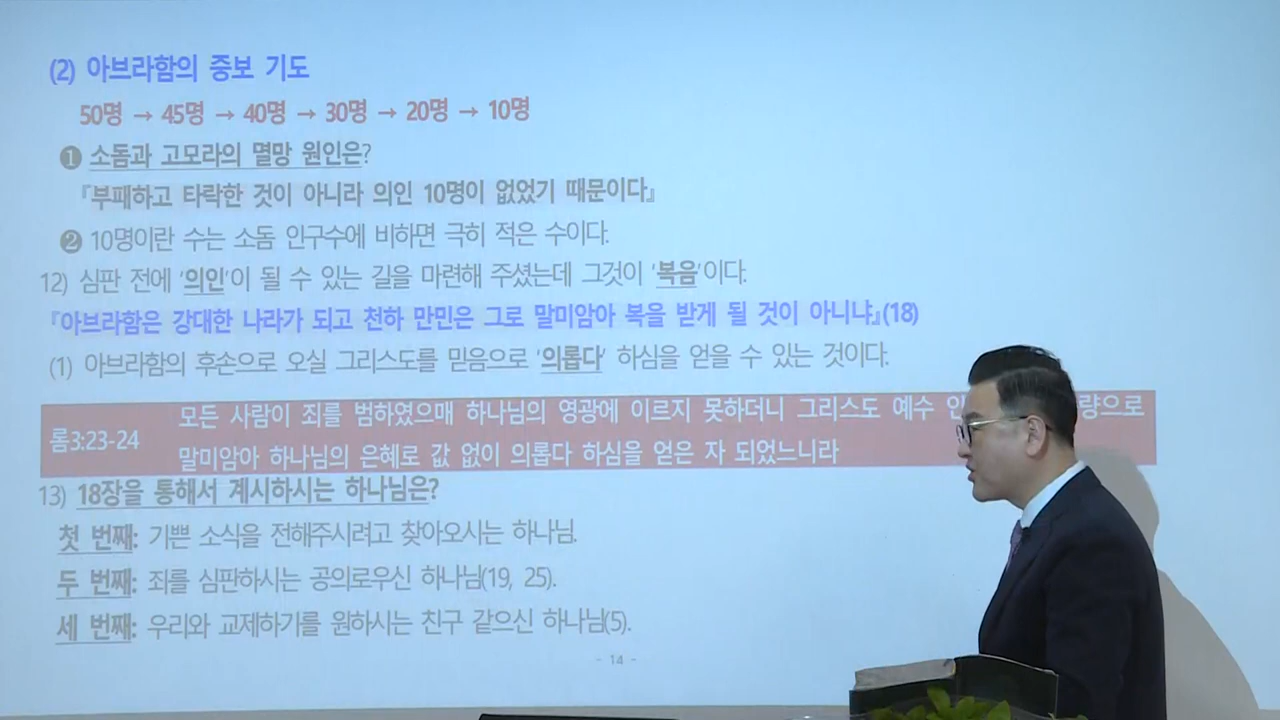 (2) 아브라함의 중보 기도
50명 → 45명 → 40명 → 30명 → 20명 → 10명
❶ 소돔과 고모라의 멸망 원인은?
『부패하고 타락한 것이 아니라 의인 10명이 없었기 때문이다』
❷ 10명이란 수는 소돔 인구수에 비하면 극히 적은 수이다.
12) 심판 전에 '의인'이 될 수 있는 길을 마련해 주셨는데 그것이 '복음'이다.
『아브라함은 강대한 나라가 되고 천하 만민은 그로 말미암아 복을 받게 될 것이 아니냐』(18)
(1) 아브라함의 후손으로 오실 그리스도를 믿음으로 '의롭다' 하심을 얻을 수 있는 것이다.
롬3:23-24
모든 사람이 죄를 범하였으매 하나님의 영광에 이르지 못하더니 그리스도 예수 량으로
말미암아 하나님의 은혜로 값 없이 의롭다 하심을 얻은 자 되었느니라
13) 18장을 통해서 계시하시는 하나님은?
첫 번째: 기쁜 소식을 전해주시려고 찾아오시는 하나님.
두 번째: 죄를 심판하시는 공의로우신 하나님(19, 25).
세 번째: 우리와 교제하기를 원하시는 친구 같으신 하나님(5).
- 14 -